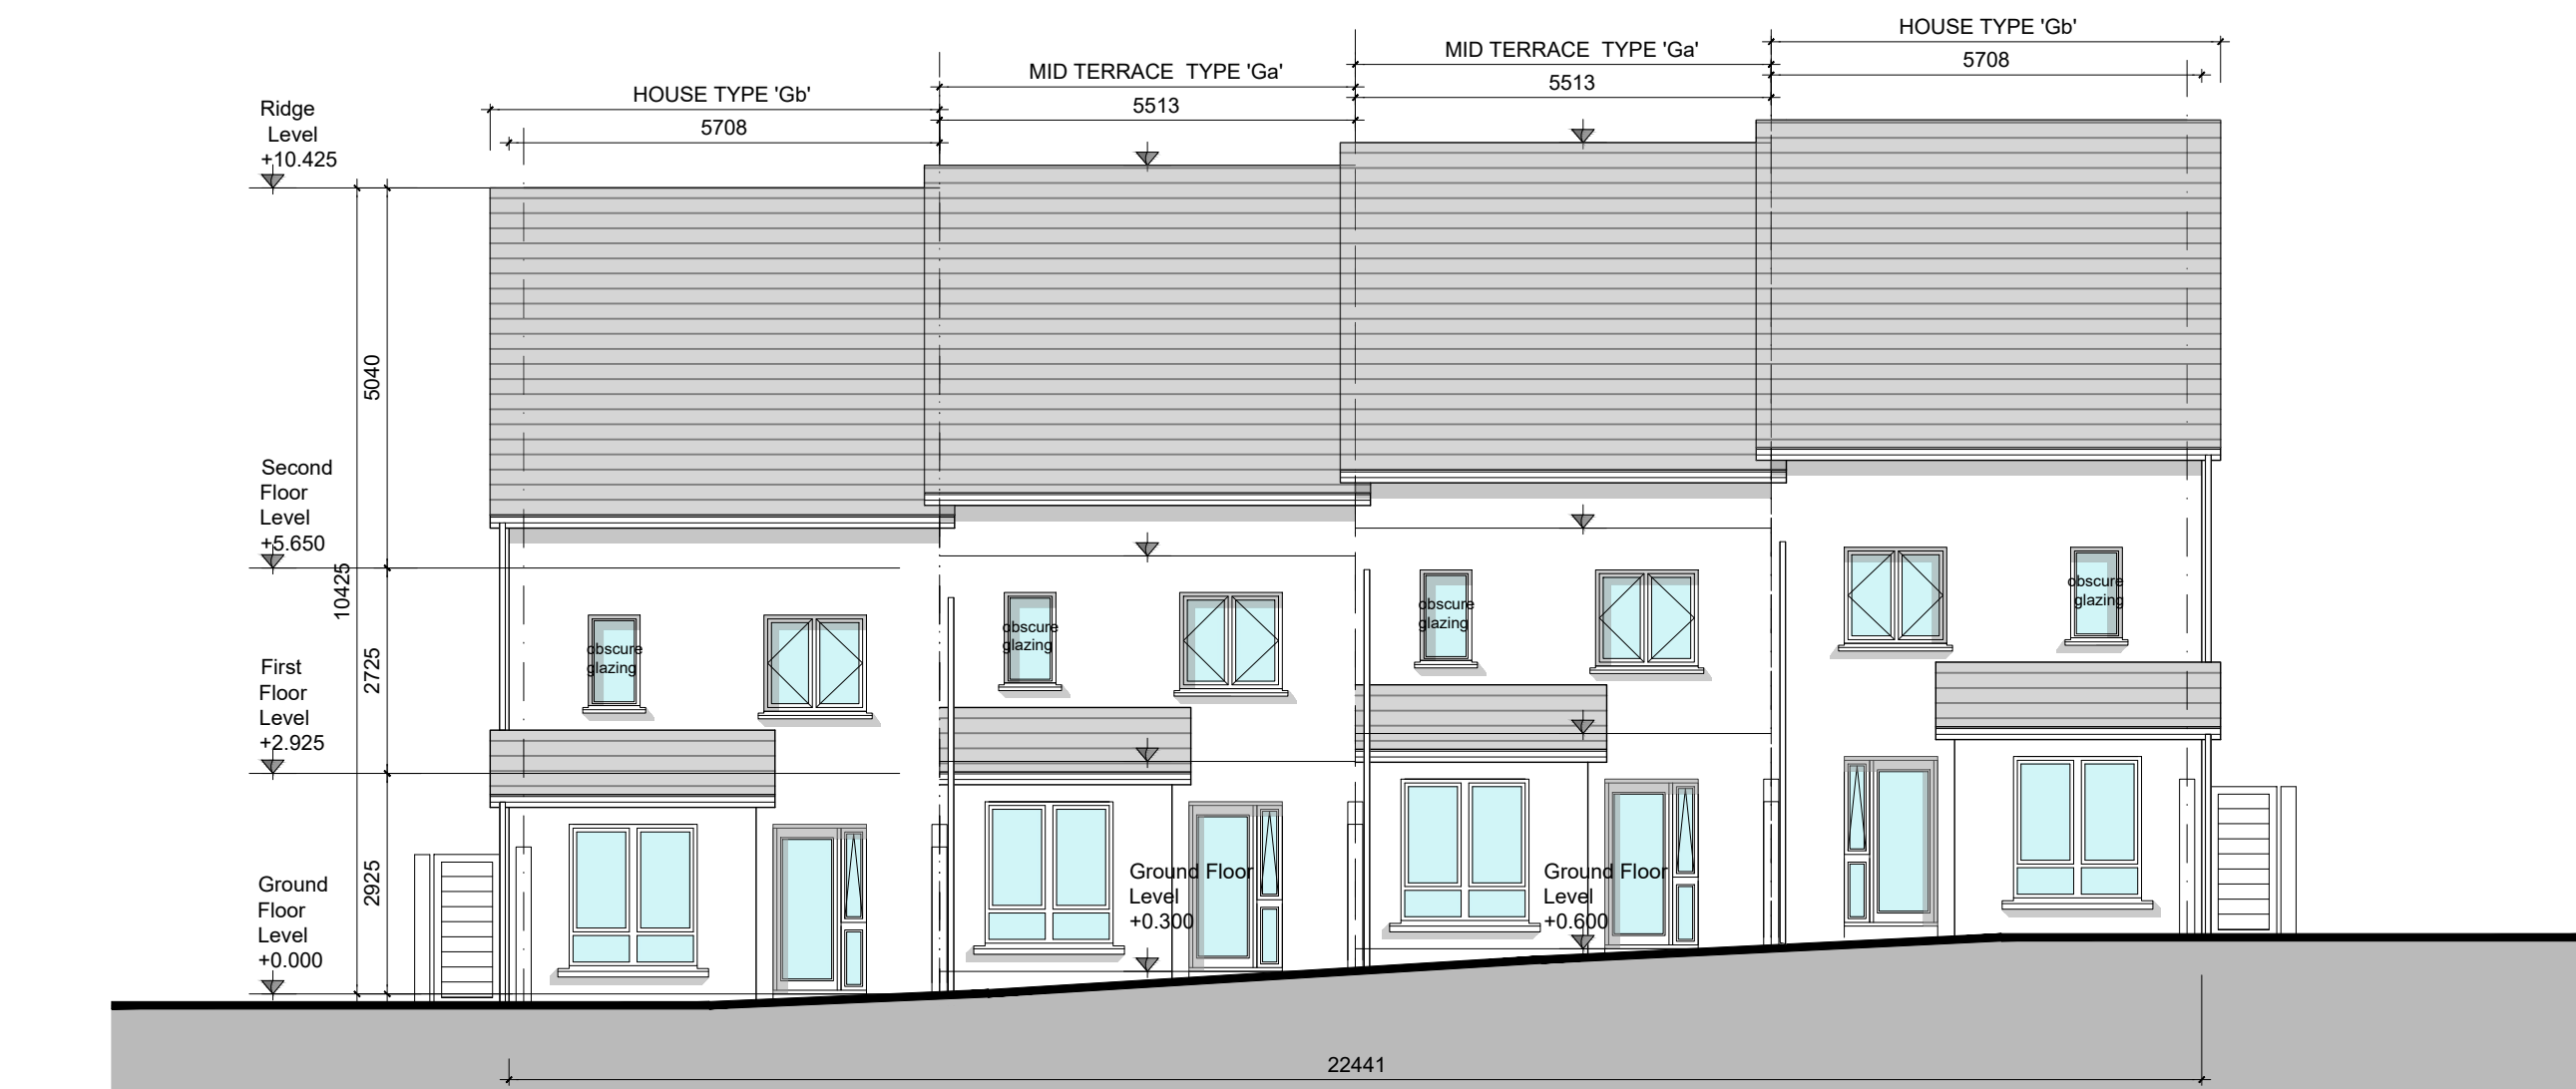 HOUSE TYPE 'Gb'
5708
MID TERRACE  TYPE 'Ga'
5513
MID TERRACE  TYPE 'Ga'
5513
HOUSE TYPE 'Gb'
5708
Ridge
Level
+10.425
5040
Second
Floor
Level
+5.650
10425
2725
First
Floor
Level
+2.925
2925
Ground
Floor
Level
+0.000
obscure
glazing
obscure
glazing
obscure
glazing
obscure
glazing
Ground Floor
Level
+0.300
Ground Floor
Level
+0.600
22441